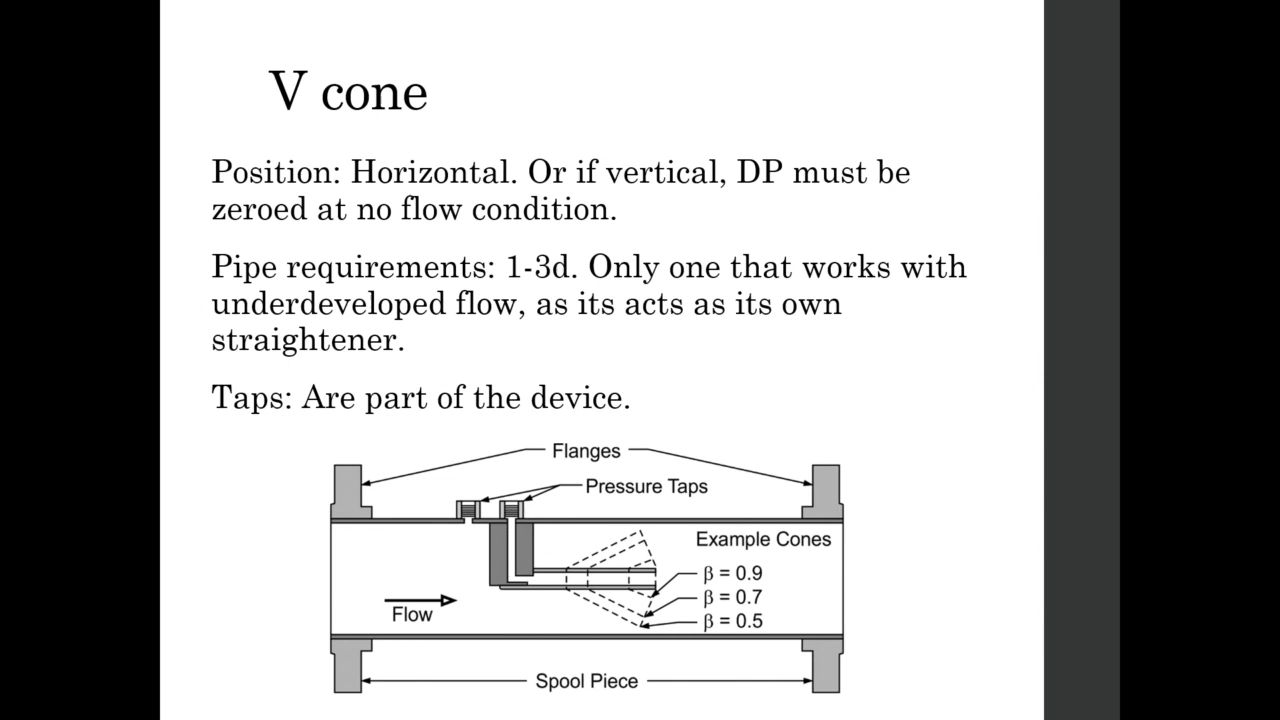 V cone
Position: Horizontal. Or if vertical, DP must be
zeroed at no flow condition.
Pipe requirements: 1-3d. Only one that works with
underdeveloped flow, as its acts as its own
straightener.
Taps: Are part of the device.
Flanges
Pressure Taps
Example Cones
β = 0.9
β = 0.7
β = 0.5
Flow
Spool Piece